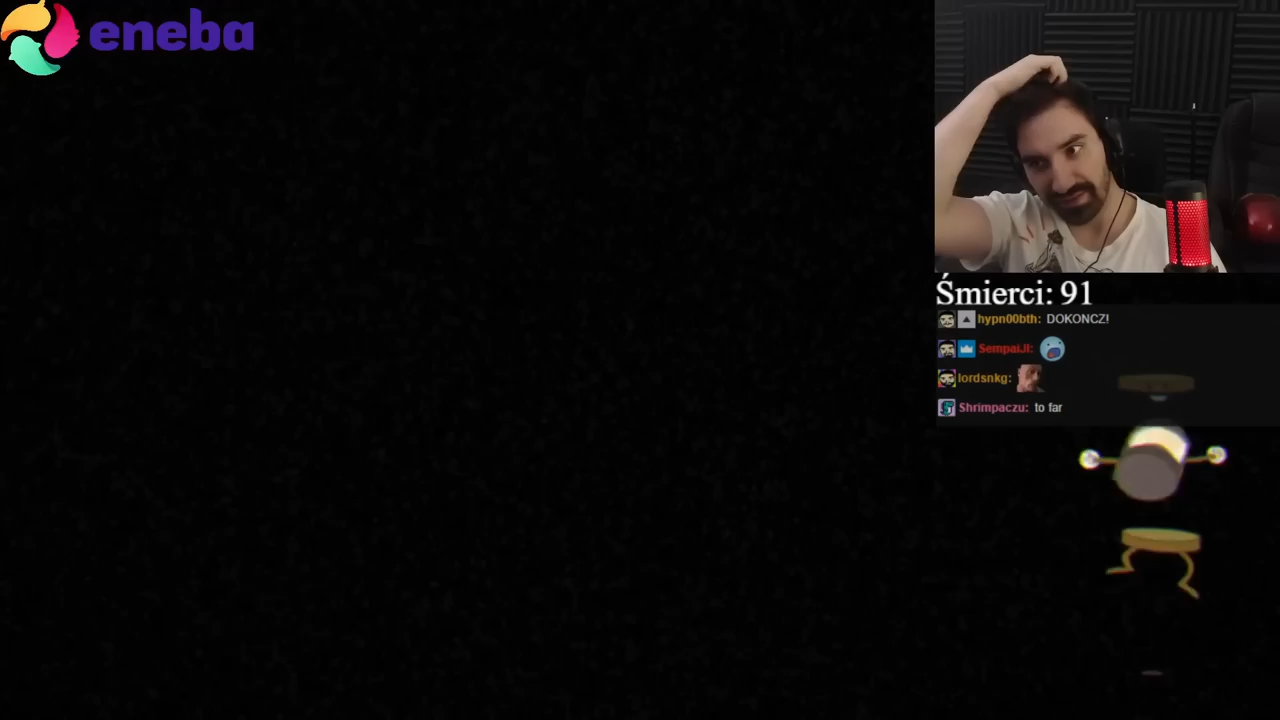 eneba
Śmierci: 91
hypn00bth: DOKONCZ!
SempaiJI:
lordsnkg:
Shrimpaczu: to far